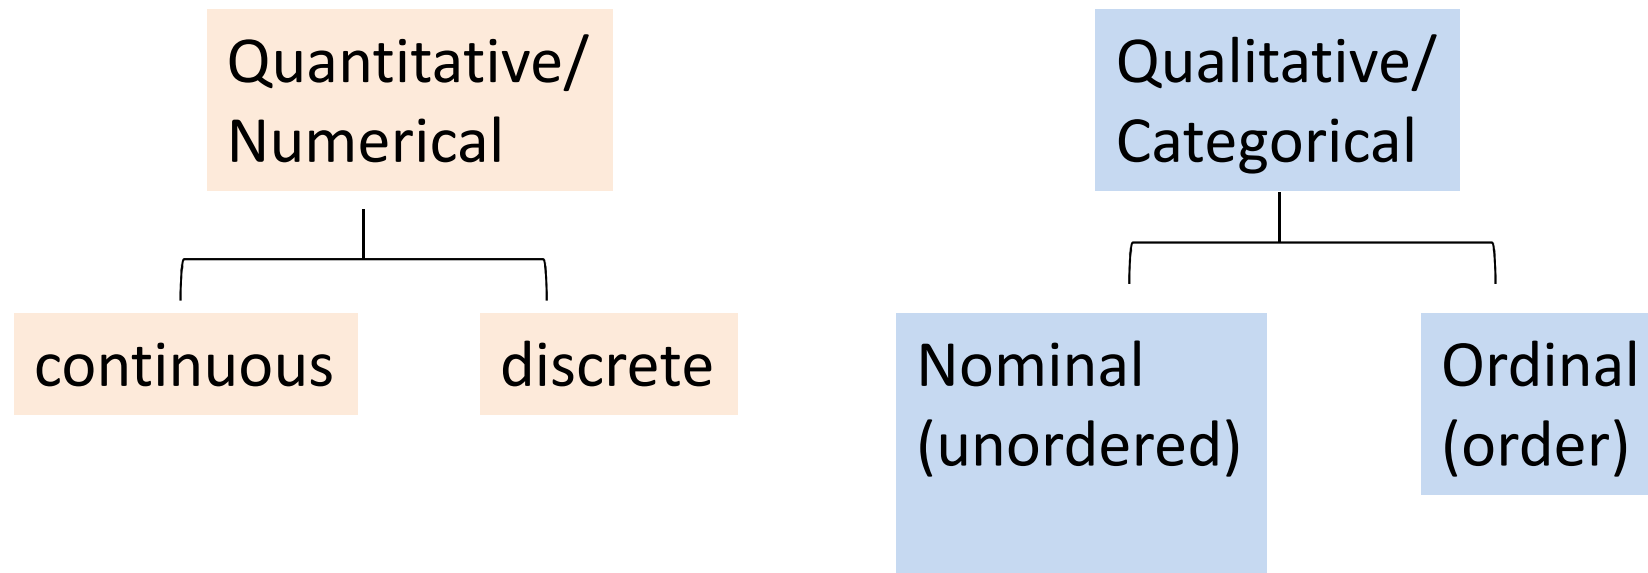 Quantitative/
Numerical
Qualitative/
Categorical
continuous
discrete
Nominal
(unordered)
Ordinal
(order)